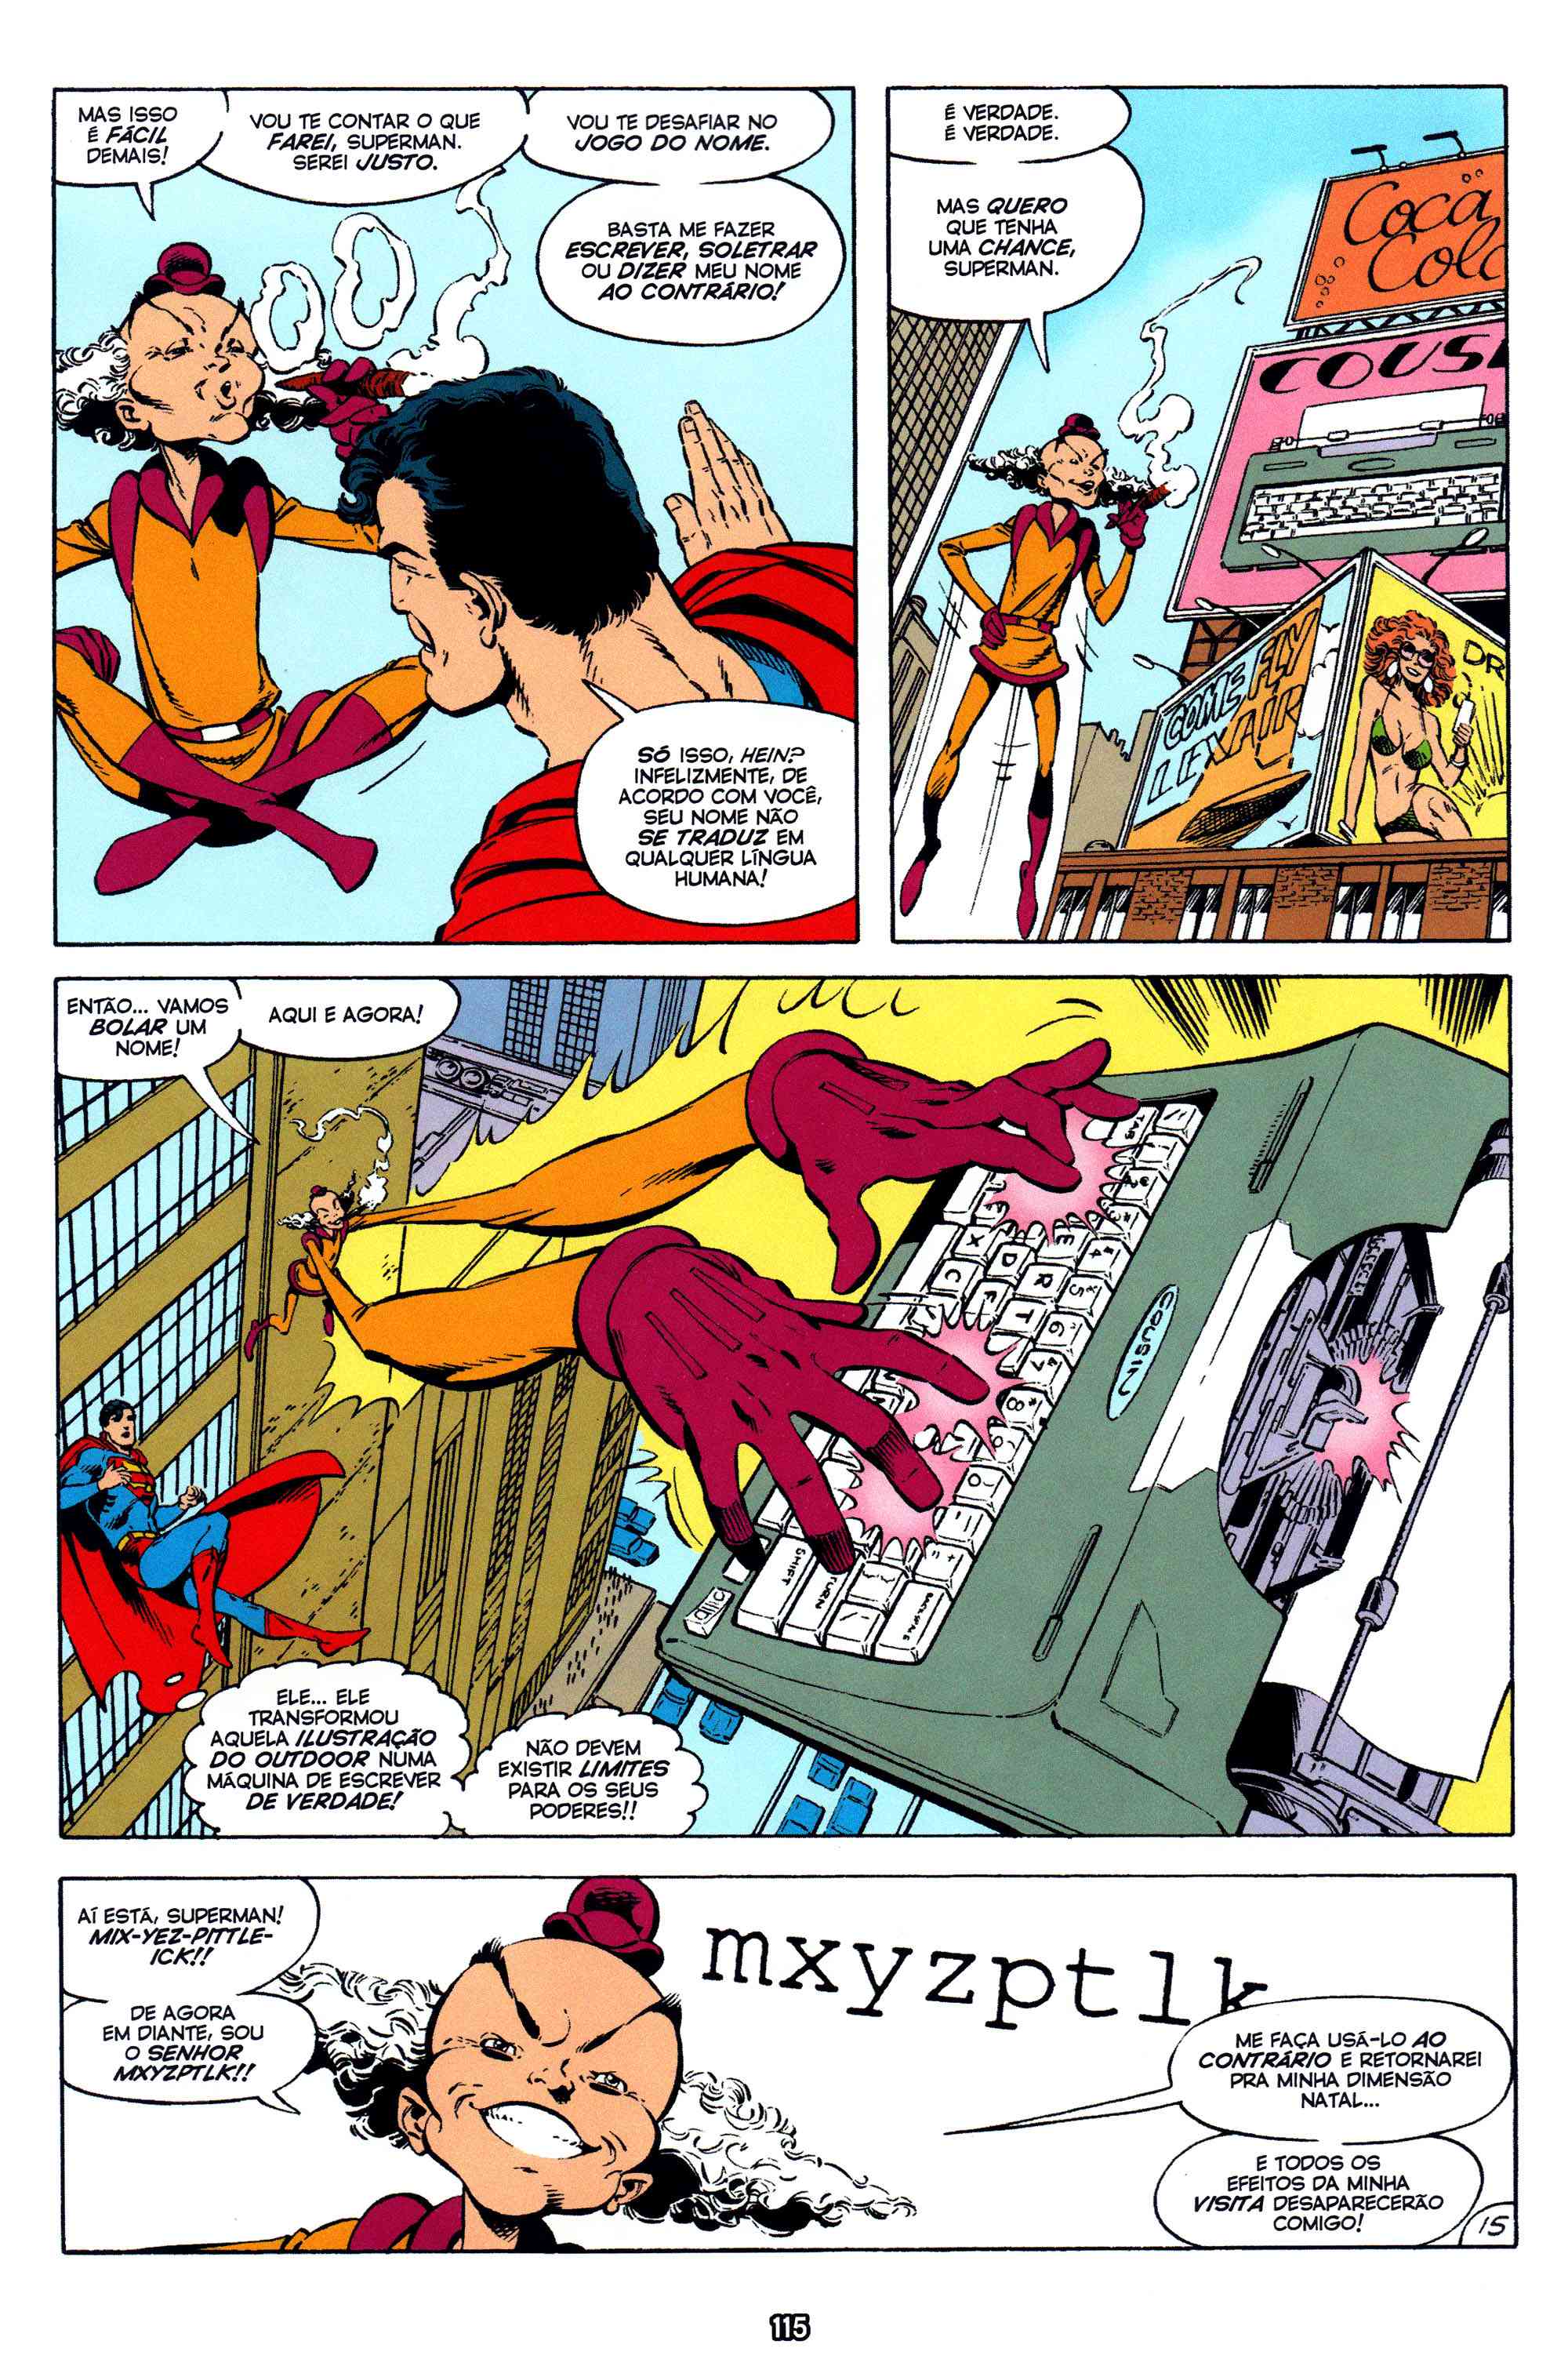 MAS ISSO
É FÁCIL
DEMAIS!
VOU TE CONTAR O QUE
FAREI, SUPERMAN.
SEREI JUSTO.
VOU TE DESAFIAR NO
JOGO DO NOME.
BASTA ME FAZER
ESCREVER, SOLETRAR
OU DIZER MEU NOME
AO CONTRÁRIO!
SÓ ISSO, HEIN?
INFELIZMENTE, DE
ACORDO COM VOCÊ,
SEU NOME NÃO
SE TRADUZ EM
QUALQUER LÍNGUA
HUMANA!
É VERDADE.
É VERDADE.
MAS QUERO
QUE TENHA
UMA CHANCE,
SUPERMAN.
COCA
COLA
COUSI
COME FLY
LEXAIR
DR
ENTÃO... VAMOS
BOLAR UM
NOME!
AQUI E AGORA!
COUSIN
SHIFT
BACKSPACE
ELE... ELE
TRANSFORMOU
AQUELA ILUSTRAÇÃO
DO OUTDOOR NUMA
MÁQUINA DE ESCREVER
DE VERDADE!
NÃO DEVEM
EXISTIR LIMITES
PARA OS SEUS
PODERES!!
AÍ ESTÁ, SUPERMAN!
MIX-YEZ-PITTLE-
ICK!!
DE AGORA
EM DIANTE, SOU
O SENHOR
MXYZPTLK!!
mxyzptlk
ME FAÇA USÁ-LO AO
CONTRÁRIO E RETORNAREI
PRA MINHA DIMENSÃO
NATAL...
E TODOS OS
EFEITOS DA MINHA
VISITA DESAPARECERÃO
COMIGO!
15
115